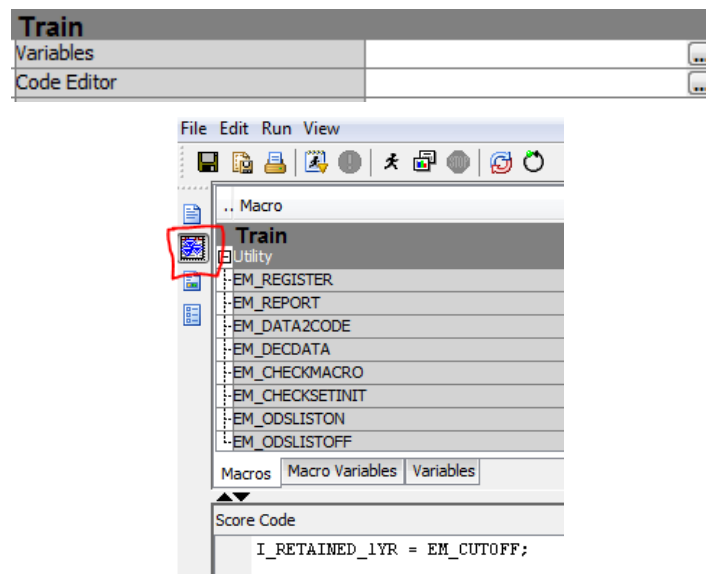 Train
Variables
...
Code Editor
...
File Edit Run View
STOP
.. Macro
Train
Utility
EM_REGISTER
EM_REPORT
EM_DATA2CODE
EM_DECDATA
EM_CHECKMACRO
EM_CHECKSETINIT
EM_ODSLISTON
EM_ODSLISTOFF
Macros Macro Variables Variables
Score Code
I_RETAINED_1YR = EM_CUTOFF;